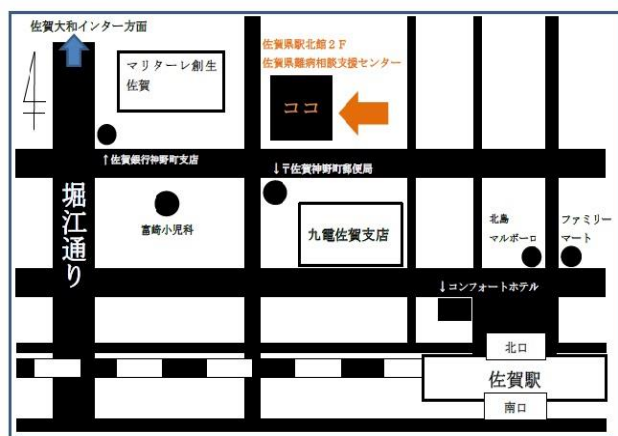 佐賀大和インター方面
マリターレ創生
佐賀
佐賀県駅北館２Ｆ
佐賀県難病相談支援センター
ココ
↑佐賀銀行神野町支店
↓〒佐賀神野町郵便局
堀江通り
富崎小児科
九電佐賀支店
北島
マルボーロ
ファミリー
マート
↓コンフォートホテル
北口
佐賀駅
南口